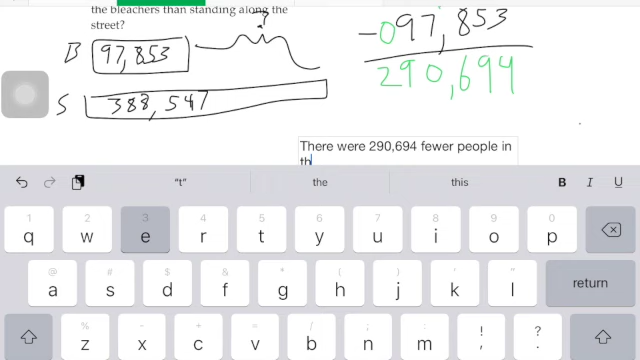 the bleachers than standing along the
street?
?
B 97,853
S 388,547
-097,853
290,694
There were 290,694 fewer people in
th
"t" the this B I U
1 2 3 4 5 6 7 8 9 0
q w e r t y u i o p
@ # $ & * ( ) ' "
a s d f g h j k l return
% - + = / ; :
z x c v b n m ! , ? .